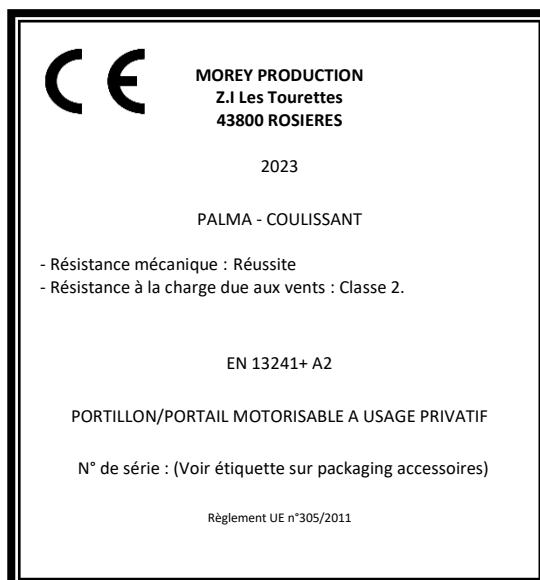 CE
MOREY PRODUCTION
Z.I Les Tourettes
43800 ROSIERES
2023
PALMA - COULISSANT
- Résistance mécanique : Réussite
- Résistance à la charge due aux vents : Classe 2.
EN 13241+ A2
PORTILLON/PORTAIL MOTORISABLE A USAGE PRIVATIF
N° de série : (Voir étiquette sur packaging accessoires)
Règlement UE n°305/2011